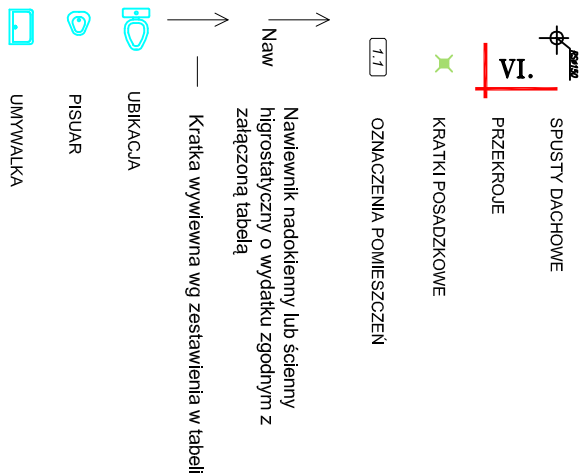 SPUSTY DACHOWE
VI.
PRZEKROJE
KRATKI POSADZKOWE
1.1
OZNACZENIA POMIESZCZEŃ
Naw
Nawiewnik nadokienny lub ścienny
higrostatyczny o wydatku zgodnym z
załączoną tabelą
Kratka wywiewna wg zestawienia w tabeli
UBIKACJA
PISUAR
UMYWALKA